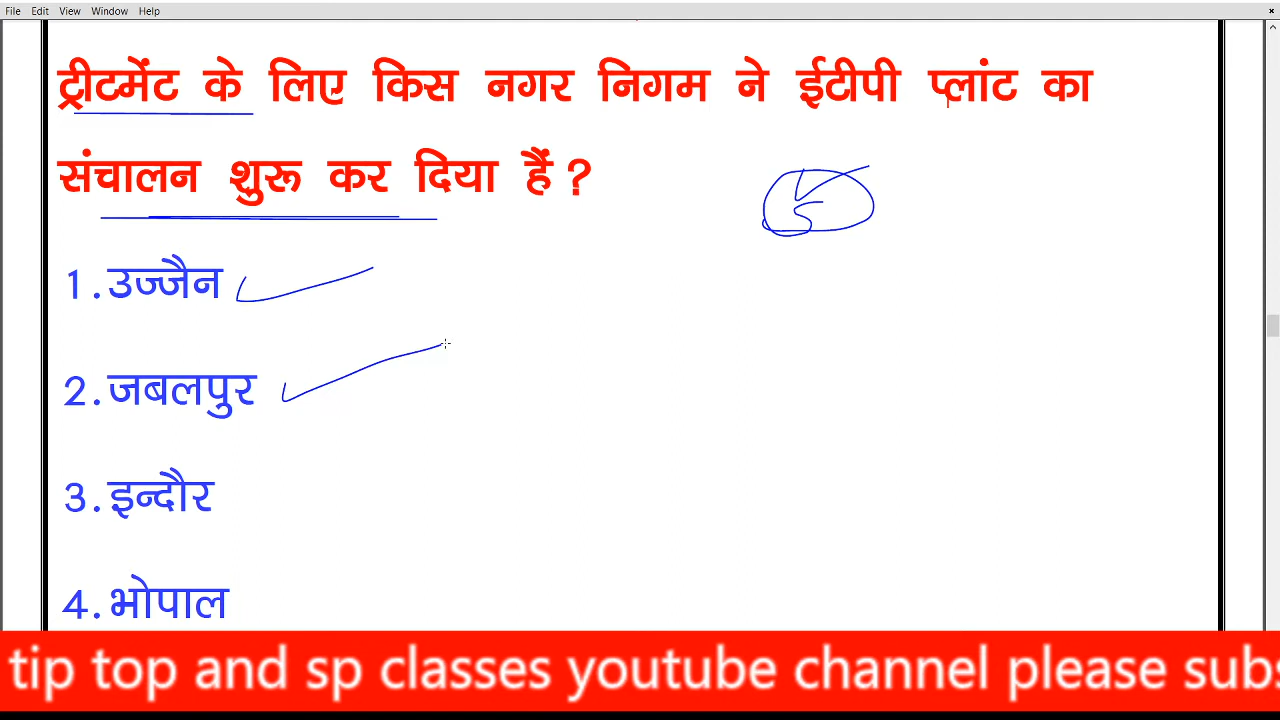 File Edit View Window Help
ट्रीटमेंट के लिए किस नगर निगम ने ईटीपी प्लांट का
संचालन शुरू कर दिया हैं ?
5
1. उज्जैन
2. जबलपुर
3. इन्दौर
4. भोपाल
tip top and sp classes youtube channel please subs